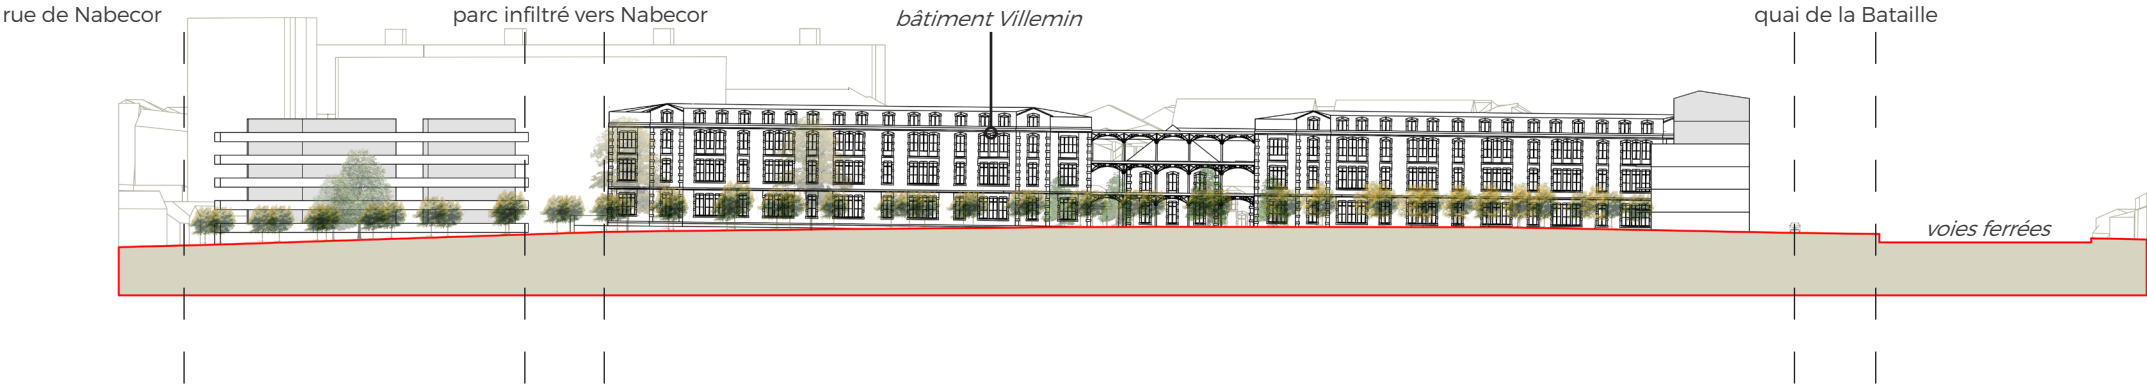 rue de Nabecor
parc infiltré vers Nabecor
bâtiment Villemin
quai de la Bataille
voies ferrées